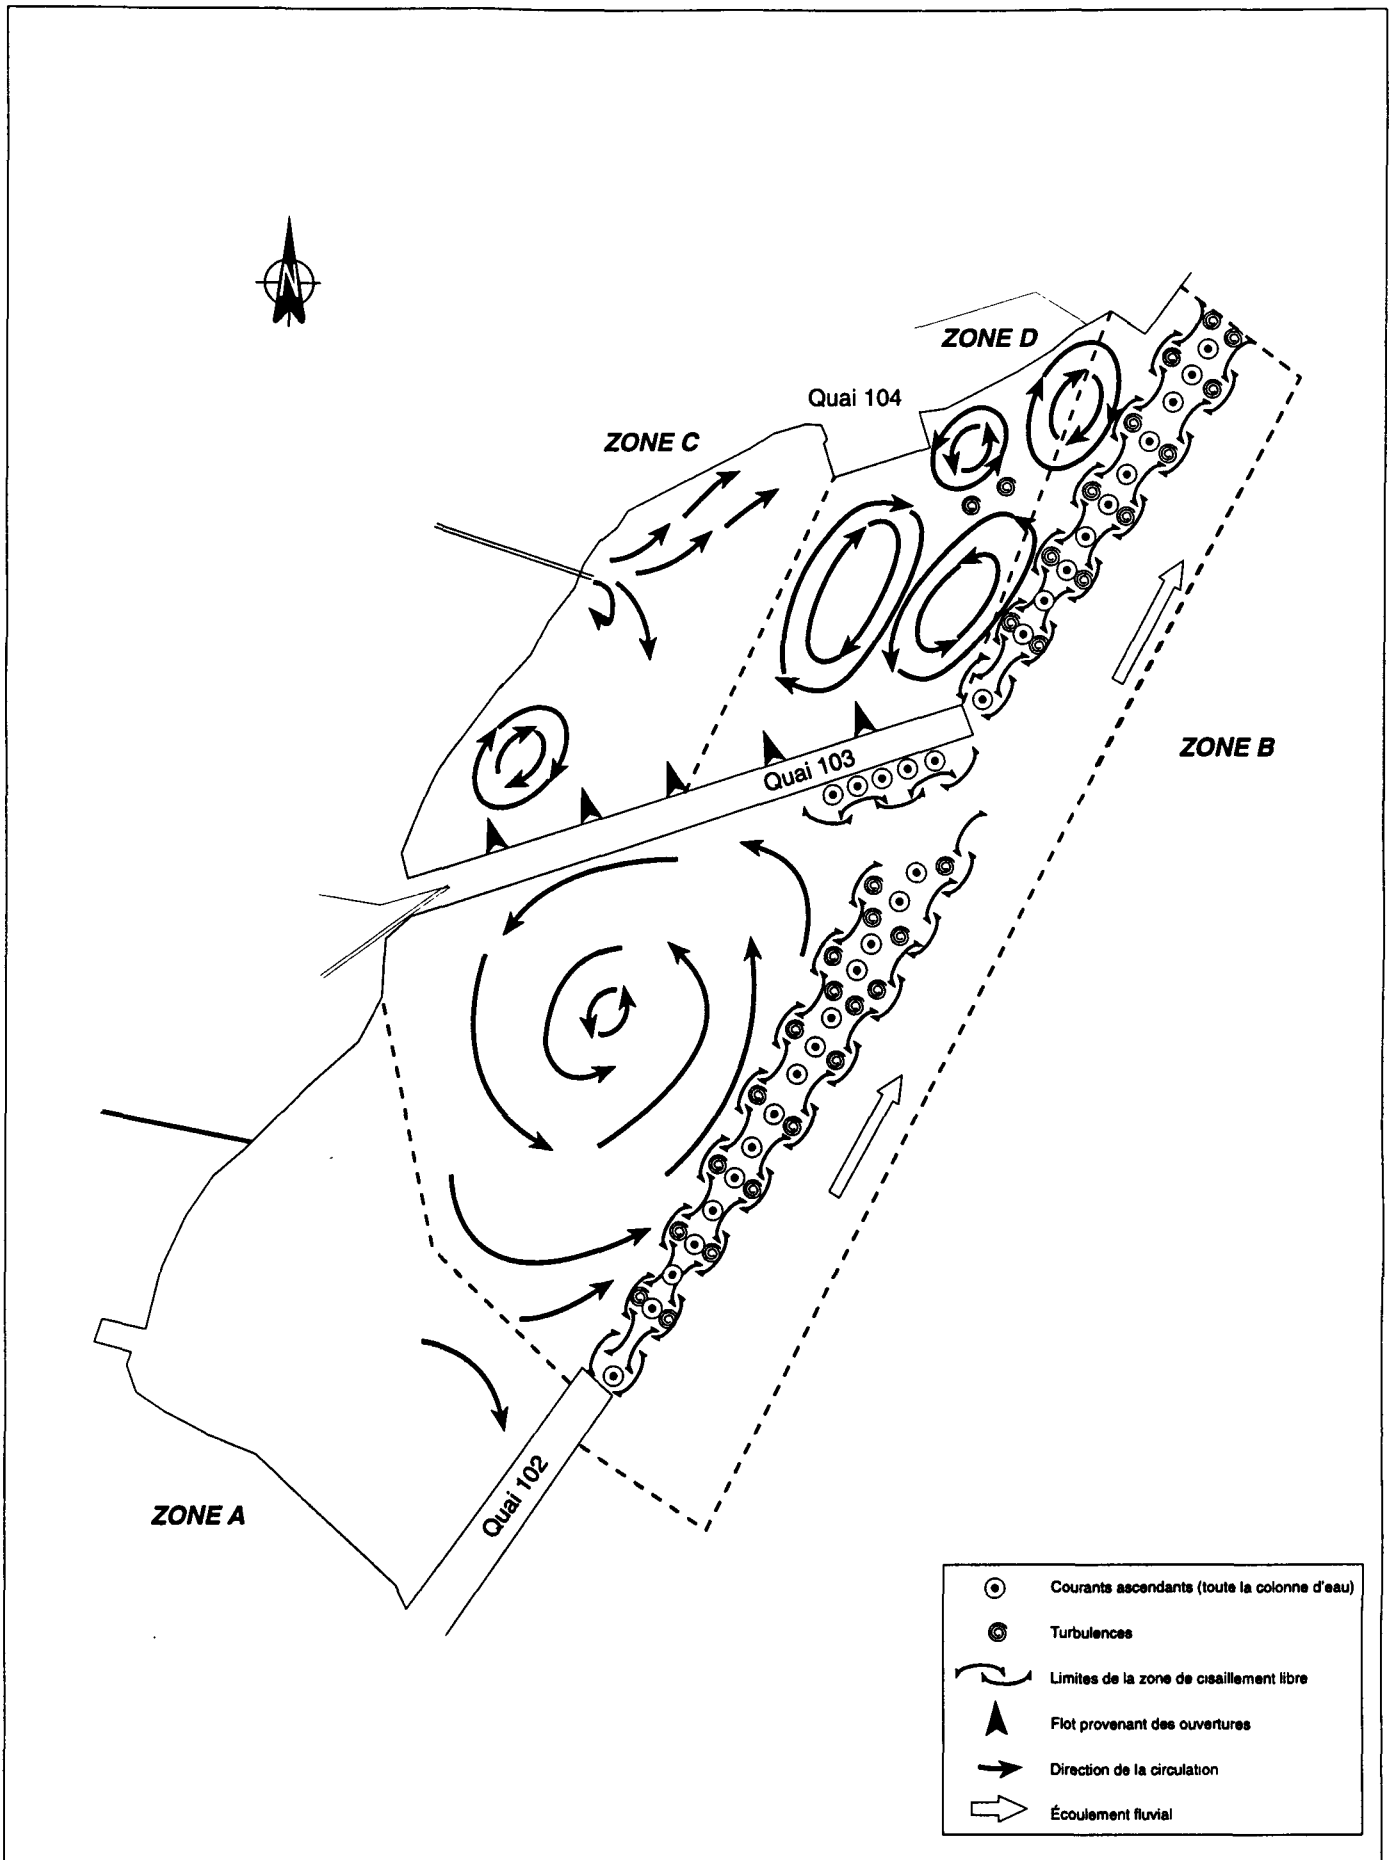 N
ZONE D
Quai 104
ZONE C
ZONE B
Quai 103
Quai 102
ZONE A
Courants ascendants (toute la colonne d'eau)
Turbulences
Limites de la zone de cisaillement libre
Flot provenant des ouvertures
Direction de la circulation
Écoulement fluvial